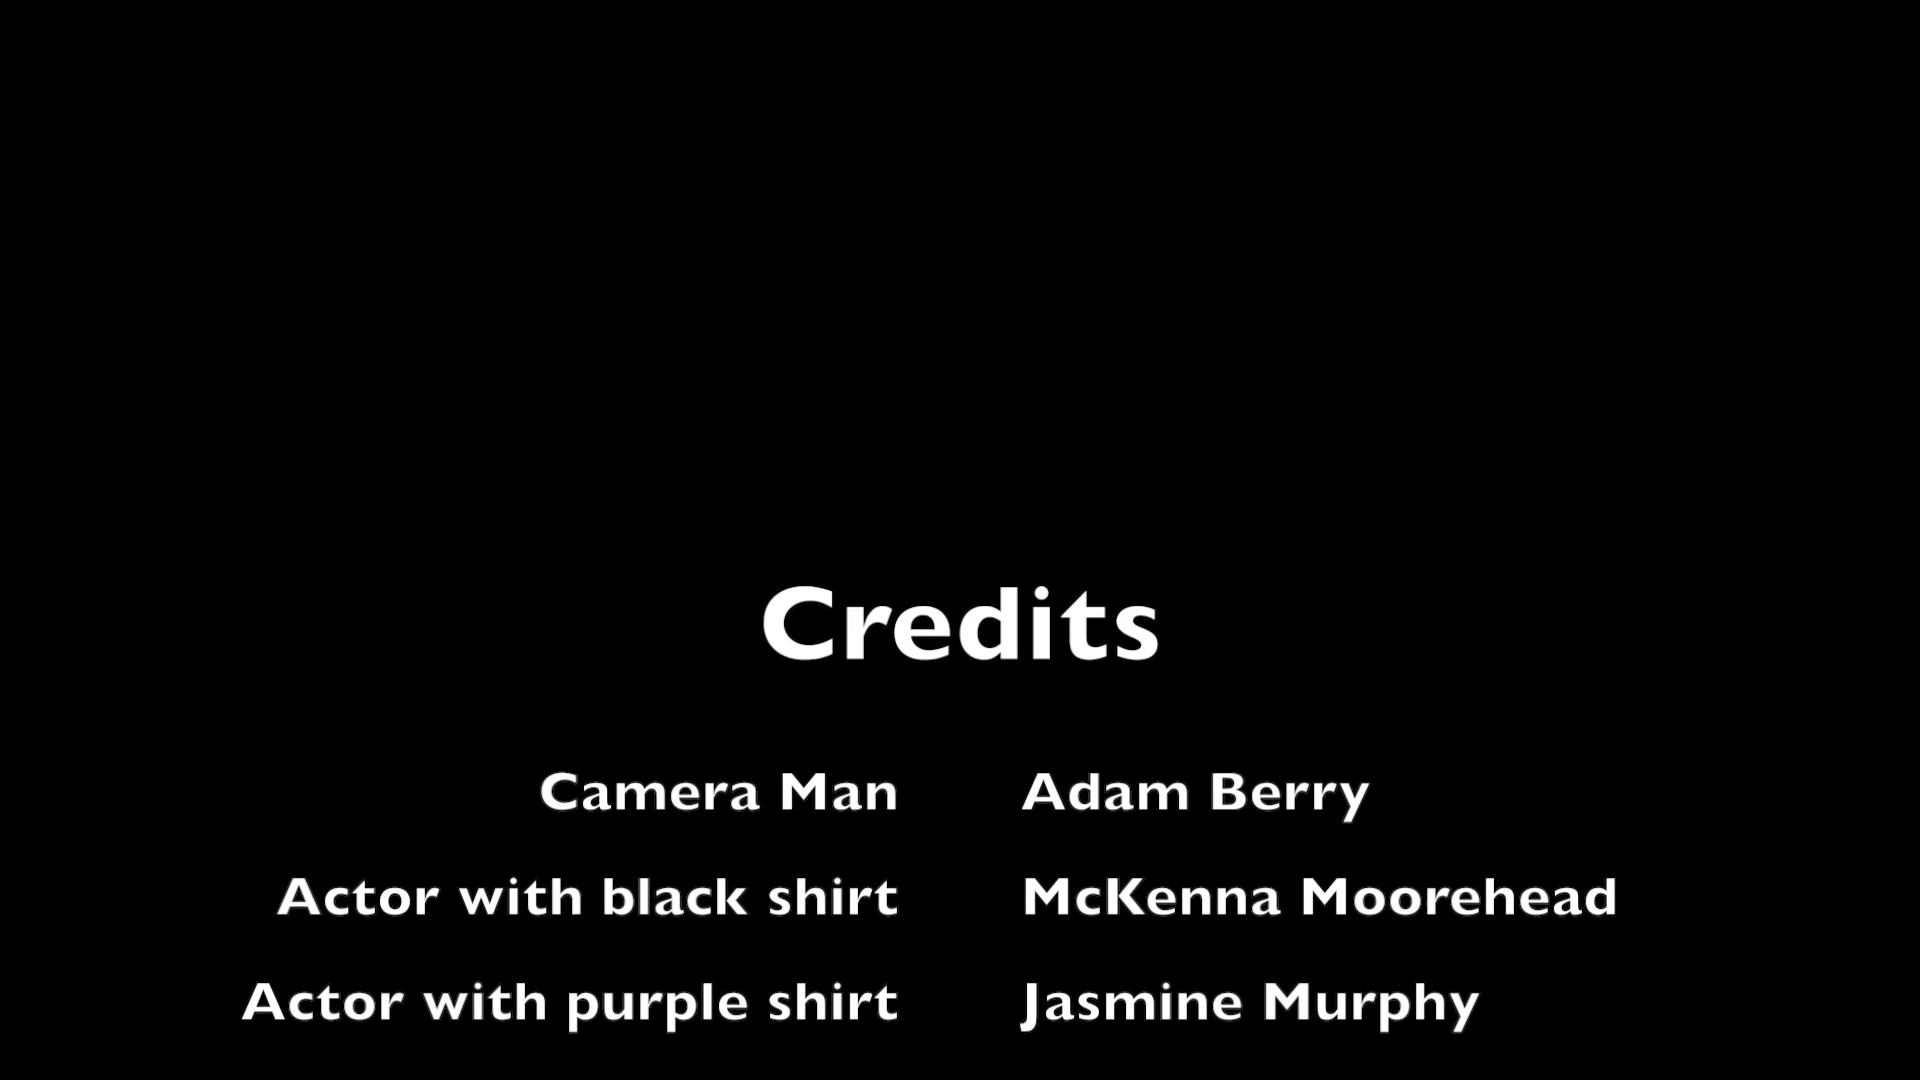 Credits
Camera Man Adam Berry
Actor with black shirt McKenna Moorehead
Actor with purple shirt Jasmine Murphy